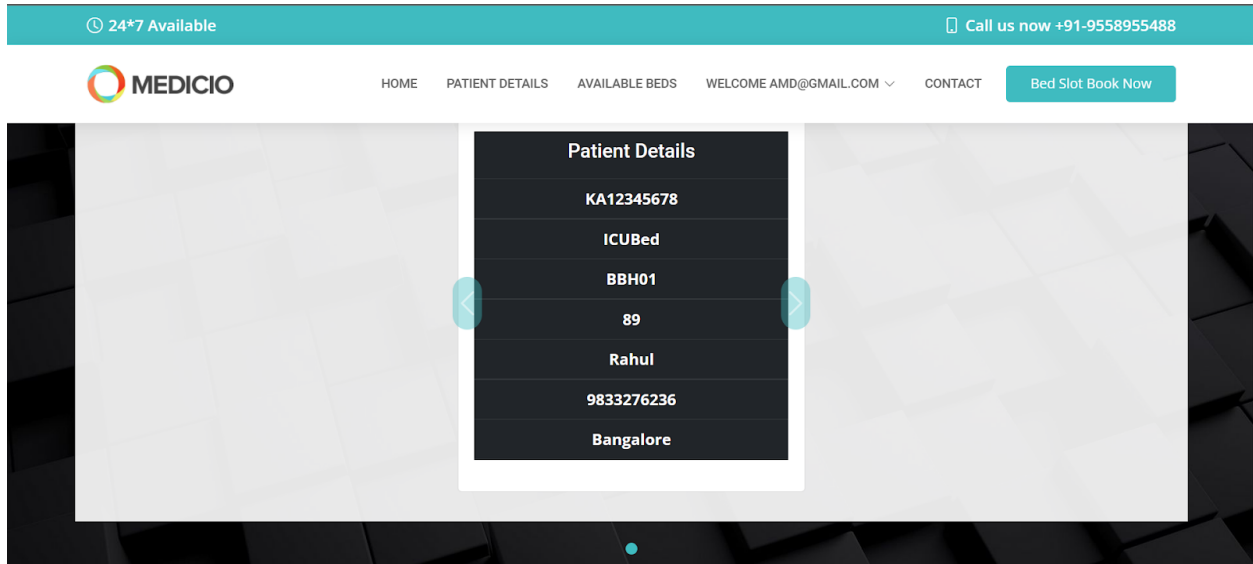 24*7 Available
Call us now +91-9558955488
MEDICIO
HOME PATIENT DETAILS AVAILABLE BEDS WELCOME AMD@GMAIL.COM CONTACT Bed Slot Book Now
Patient Details
KA12345678
ICUBed
BBH01
89
Rahul
9833276236
Bangalore